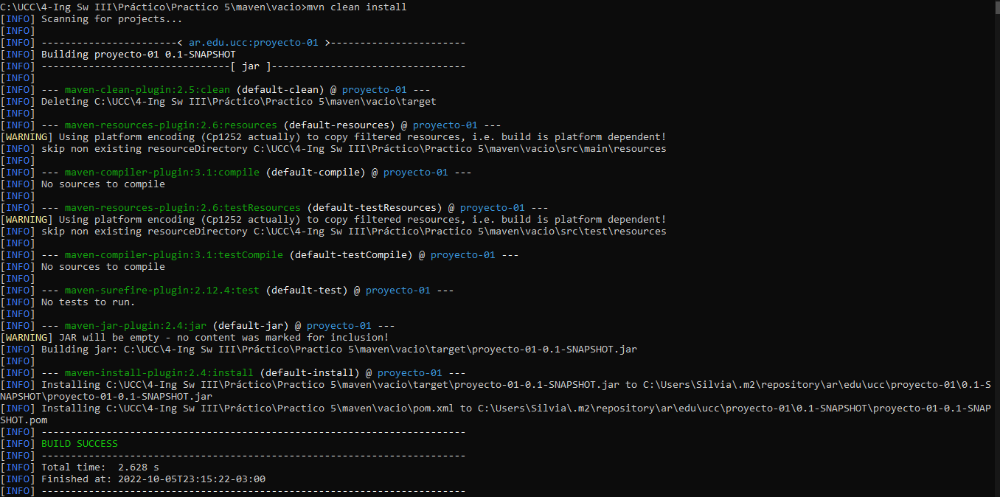 C:\UCC\4-Ing Sw III\Práctico\Practico 5\maven\vacio>mvn clean install
[INFO] Scanning for projects...
[INFO]
[INFO] -----------------------< ar.edu.ucc:proyecto-01 >-----------------------
[INFO] Building proyecto-01 0.1-SNAPSHOT
[INFO] --------------------------------[ jar ]---------------------------------
[INFO]
[INFO] --- maven-clean-plugin:2.5:clean (default-clean) @ proyecto-01 ---
[INFO] Deleting C:\UCC\4-Ing Sw III\Práctico\Practico 5\maven\vacio\target
[INFO]
[INFO] --- maven-resources-plugin:2.6:resources (default-resources) @ proyecto-01 ---
[WARNING] Using platform encoding (Cp1252 actually) to copy filtered resources, i.e. build is platform dependent!
[INFO] skip non existing resourceDirectory C:\UCC\4-Ing Sw III\Práctico\Practico 5\maven\vacio\src\main\resources
[INFO]
[INFO] --- maven-compiler-plugin:3.1:compile (default-compile) @ proyecto-01 ---
[INFO] No sources to compile
[INFO]
[INFO] --- maven-resources-plugin:2.6:testResources (default-testResources) @ proyecto-01 ---
[WARNING] Using platform encoding (Cp1252 actually) to copy filtered resources, i.e. build is platform dependent!
[INFO] skip non existing resourceDirectory C:\UCC\4-Ing Sw III\Práctico\Practico 5\maven\vacio\src\test\resources
[INFO]
[INFO] --- maven-compiler-plugin:3.1:testCompile (default-testCompile) @ proyecto-01 ---
[INFO] No sources to compile
[INFO]
[INFO] --- maven-surefire-plugin:2.12.4:test (default-test) @ proyecto-01 ---
[INFO] No tests to run.
[INFO]
[INFO] --- maven-jar-plugin:2.4:jar (default-jar) @ proyecto-01 ---
[WARNING] JAR will be empty - no content was marked for inclusion!
[INFO] Building jar: C:\UCC\4-Ing Sw III\Práctico\Practico 5\maven\vacio\target\proyecto-01-0.1-SNAPSHOT.jar
[INFO]
[INFO] --- maven-install-plugin:2.4:install (default-install) @ proyecto-01 ---
[INFO] Installing C:\UCC\4-Ing Sw III\Práctico\Practico 5\maven\vacio\target\proyecto-01-0.1-SNAPSHOT.jar to C:\Users\Silvia\.m2\repository\ar\edu\ucc\proyecto-01\0.1-S
NAPSHOT\proyecto-01-0.1-SNAPSHOT.jar
[INFO] Installing C:\UCC\4-Ing Sw III\Práctico\Practico 5\maven\vacio\pom.xml to C:\Users\Silvia\.m2\repository\ar\edu\ucc\proyecto-01\0.1-SNAPSHOT\proyecto-01-0.1-SNAP
SHOT.pom
[INFO] ------------------------------------------------------------------------
[INFO] BUILD SUCCESS
[INFO] ------------------------------------------------------------------------
[INFO] Total time:  2.628 s
[INFO] Finished at: 2022-10-05T23:15:22-03:00
[INFO] ------------------------------------------------------------------------